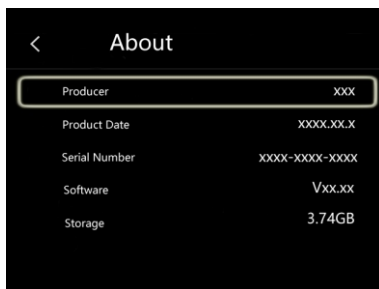 < About
Producer xxx
Product Date xxxx.xx.x
Serial Number xxxx-xxxx-xxxx
Software Vxx.xx
Storage 3.74GB